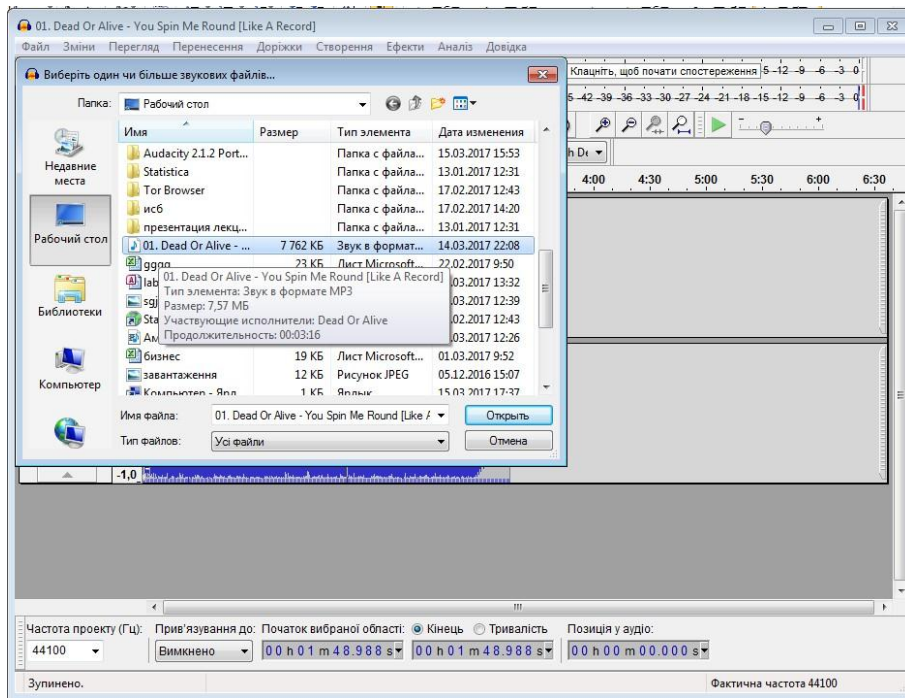 01. Dead Or Alive - You Spin Me Round [Like A Record]
Файл Зміни Перегляд Перенесення Доріжки Створення Ефекти Аналіз Довідка
Виберіть один чи більше звукових файлів...
Клацніть, щоб почати спостереження 5 -12 -9 -6 -3 0
Папка: Рабочий стол
5 -42 -39 -36 -33 -30 -27 -24 -21 -18 -15 -12 -9 -6 -3 0
Имя Размер Тип элемента Дата изменения
4:00 4:30 5:00 5:30 6:00 6:30
Недавние места
Рабочий стол
Библиотеки
Компьютер
Audacity 2.1.2 Port... Папка с файла... 15.03.2017 15:53
Statistica Папка с файла... 13.01.2017 12:31
Tor Browser Папка с файла... 17.02.2017 12:43
исб Папка с файла... 17.02.2017 14:20
презентация лекц... Папка с файла... 13.01.2017 12:31
01. Dead Or Alive - ... 7 762 КБ Звук в формат... 14.03.2017 22:08
gggg 23 КБ Лист Microsoft... 22.02.2017 9:50
lab .03.2017 13:32
sgj .03.2017 12:39
Sta .02.2017 12:43
Ам .03.2017 12:26
01. Dead Or Alive - You Spin Me Round [Like A Record]
Тип элемента: Звук в формате MP3
Размер: 7,57 МБ
Участвующие исполнители: Dead Or Alive
Продолжительность: 00:03:16
бизнес 19 КБ Лист Microsoft... 01.03.2017 9:52
завантаження 12 КБ Рисунок JPEG 05.12.2016 15:07
Компьютер - Ярл 1 КБ Ярлык 15.03.2017 17:37
Имя файла: 01. Dead Or Alive - You Spin Me Round [Like A Открыть
Тип файлов: Усі файли Отмена
-1,0
Частота проекту (Гц): Прив'язування до: Початок вибраної області: Кінець Тривалість Позиція у аудіо:
44100 Вимкнено 00 h 01 m 48.988 s 00 h 01 m 48.988 s 00 h 00 m 00.000 s
Зупинено. Фактична частота 44100